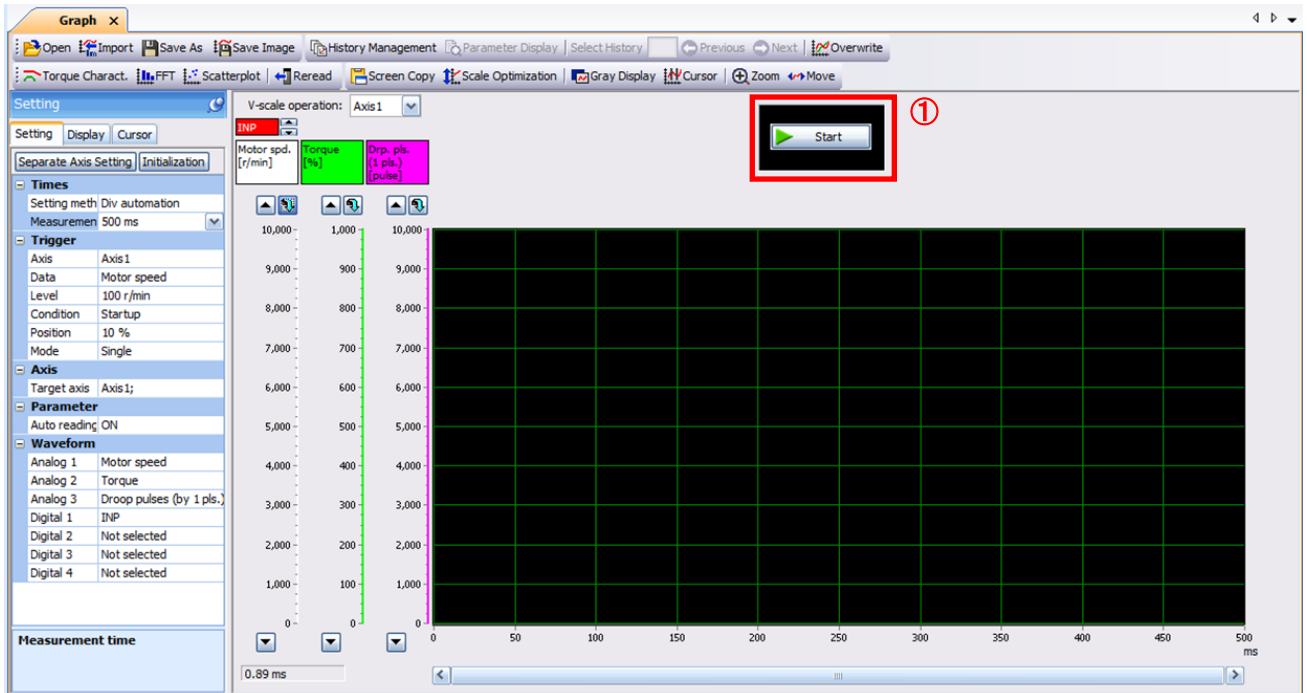 Graph
Open Import Save As Save Image History Management Parameter Display Select History Previous Next Overwrite
Torque Charact. FFT Scatterplot Reread Screen Copy Scale Optimization Gray Display Cursor Zoom Move
Setting
V-scale operation: Axis1
①
Start
Setting Display Cursor
INP
Separate Axis Setting Initialization
Motor spd. [r/min]
Torque [%]
Drp. pls. (1 pls.) [pulse]
Times
Setting meth Div automation
Measuremen 500 ms
Trigger
Axis Axis1
Data Motor speed
Level 100 r/min
Condition Startup
Position 10 %
Mode Single
Axis
Target axis Axis1;
Parameter
Auto reading ON
Waveform
Analog 1 Motor speed
Analog 2 Torque
Analog 3 Droop pulses (by 1 pls.)
Digital 1 INP
Digital 2 Not selected
Digital 3 Not selected
Digital 4 Not selected
Measurement time
10,000 1,000 10,000
9,000 900 9,000
8,000 800 8,000
7,000 700 7,000
6,000 600 6,000
5,000 500 5,000
4,000 400 4,000
3,000 300 3,000
2,000 200 2,000
1,000 100 1,000
0 0 0
0 50 100 150 200 250 300 350 400 450 500
ms
0.89 ms